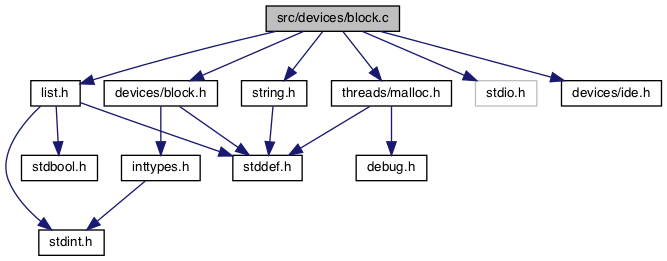 src/devices/block.c
list.h
devices/block.h
string.h
threads/malloc.h
stdio.h
devices/ide.h
stdbool.h
inttypes.h
stddef.h
debug.h
stdint.h